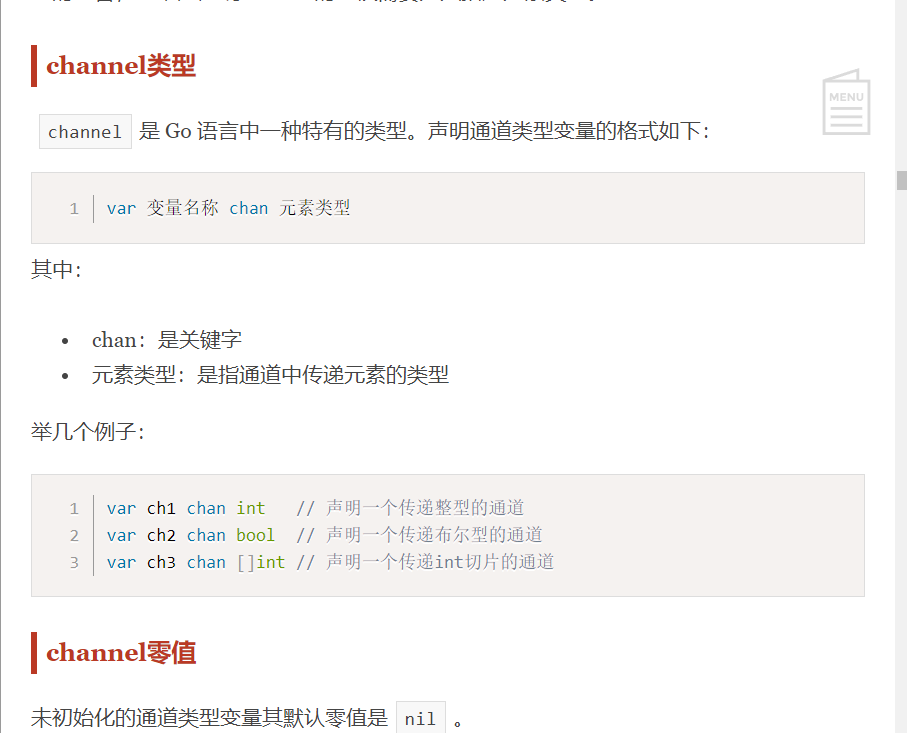 channel类型
MENU
channel 是 Go 语言中一种特有的类型。声明通道类型变量的格式如下：
1 var 变量名称 chan 元素类型
其中：
• chan：是关键字
• 元素类型：是指通道中传递元素的类型
举几个例子：
1 var ch1 chan int // 声明一个传递整型的通道
2 var ch2 chan bool // 声明一个传递布尔型的通道
3 var ch3 chan []int // 声明一个传递int切片的通道
channel零值
未初始化的通道类型变量其默认零值是 nil 。